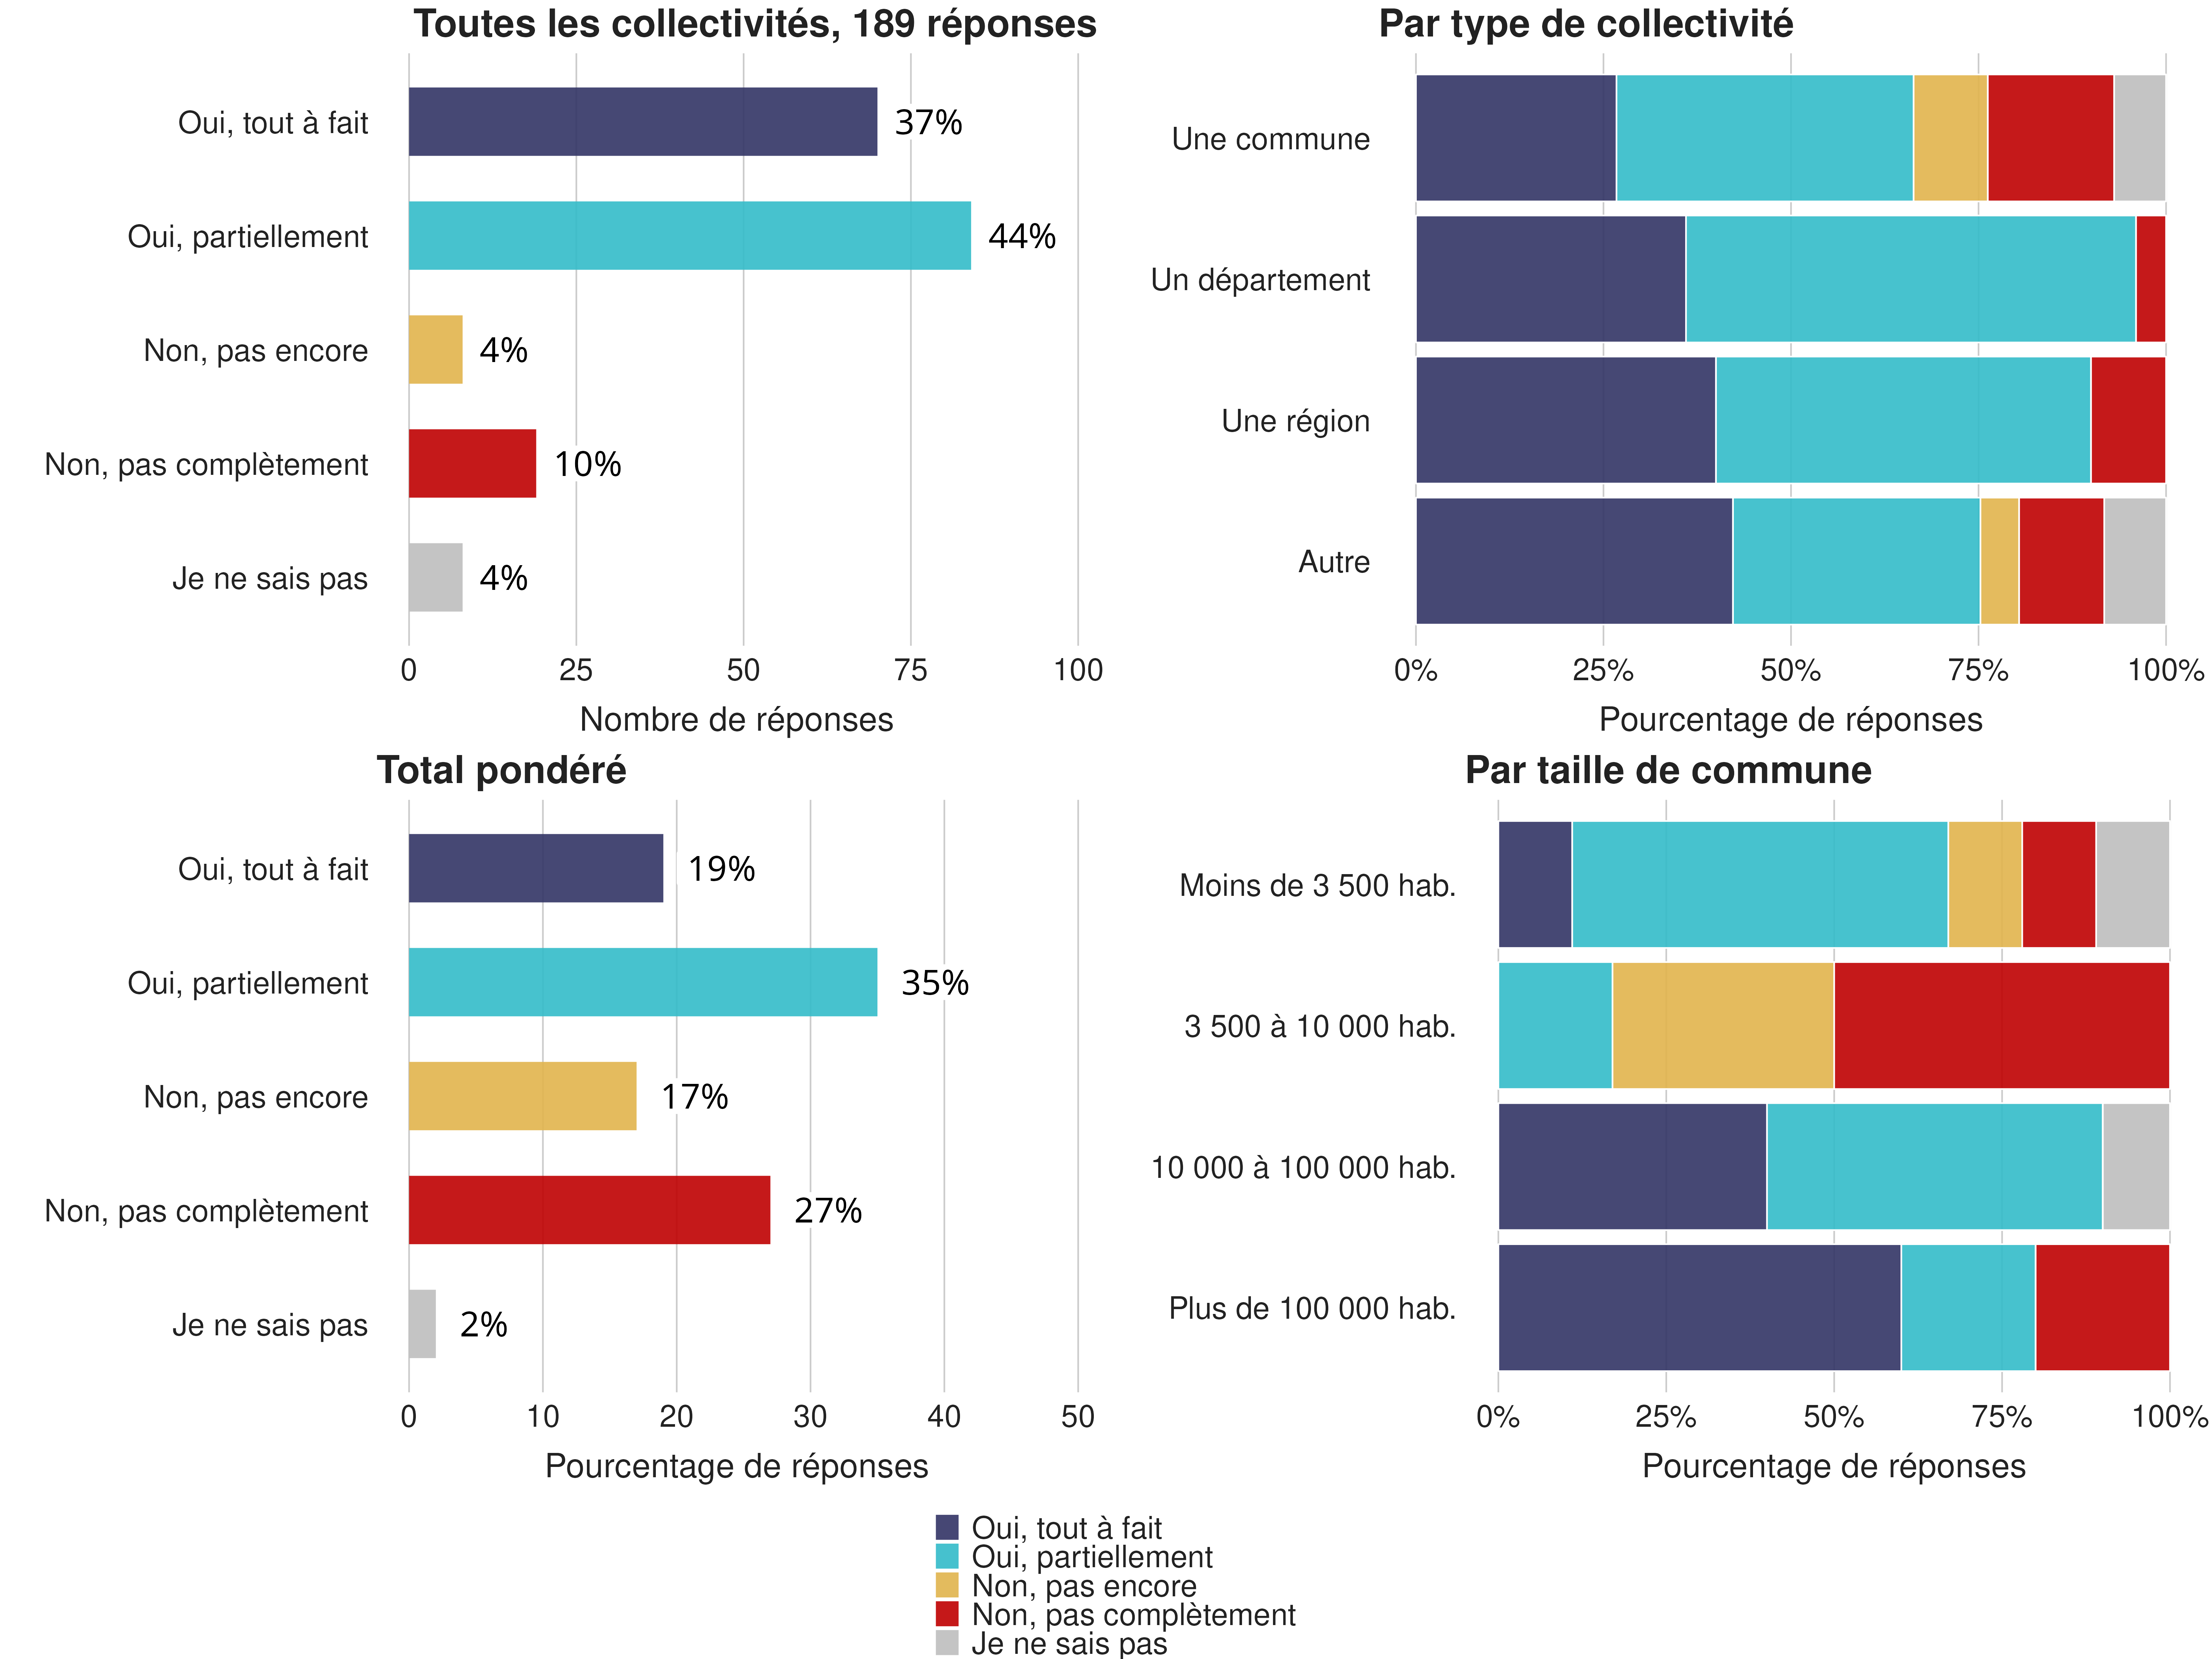 Toutes les collectivités, 189 réponses
Oui, tout à fait
37%
Oui, partiellement
44%
Non, pas encore
4%
Non, pas complètement
10%
Je ne sais pas
4%
0 25 50 75 100
Nombre de réponses
Par type de collectivité
Une commune
Un département
Une région
Autre
0% 25% 50% 75% 100%
Pourcentage de réponses
Total pondéré
Oui, tout à fait
19%
Oui, partiellement
35%
Non, pas encore
17%
Non, pas complètement
27%
Je ne sais pas
2%
0 10 20 30 40 50
Pourcentage de réponses
Par taille de commune
Moins de 3 500 hab.
3 500 à 10 000 hab.
10 000 à 100 000 hab.
Plus de 100 000 hab.
0% 25% 50% 75% 100%
Pourcentage de réponses
Oui, tout à fait
Oui, partiellement
Non, pas encore
Non, pas complètement
Je ne sais pas